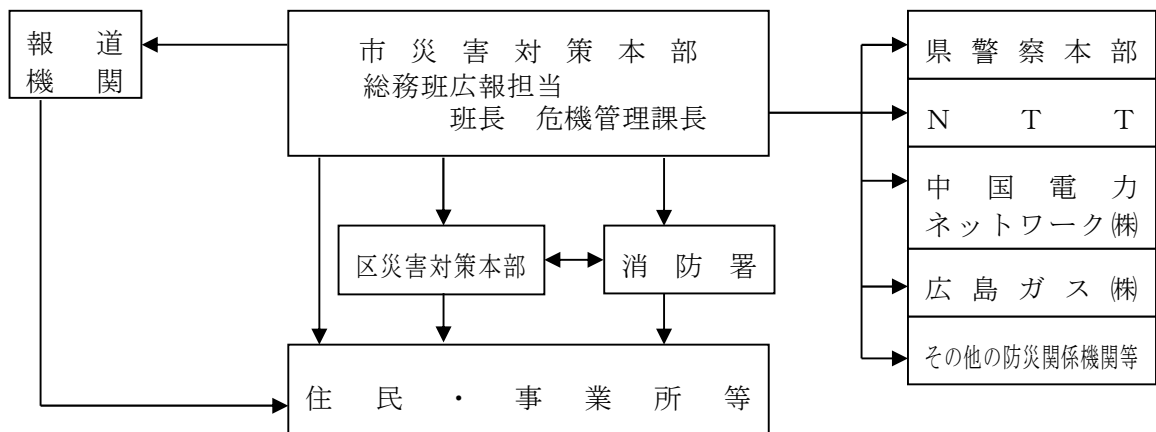 報道
機関
市災害対策本部
総務班広報担当
班長　危機管理課長
県警察本部
ＮＴＴ
中国電力
ネットワーク㈱
広島ガス㈱
その他の防災関係機関等
区災害対策本部
消防署
住民・事業所等